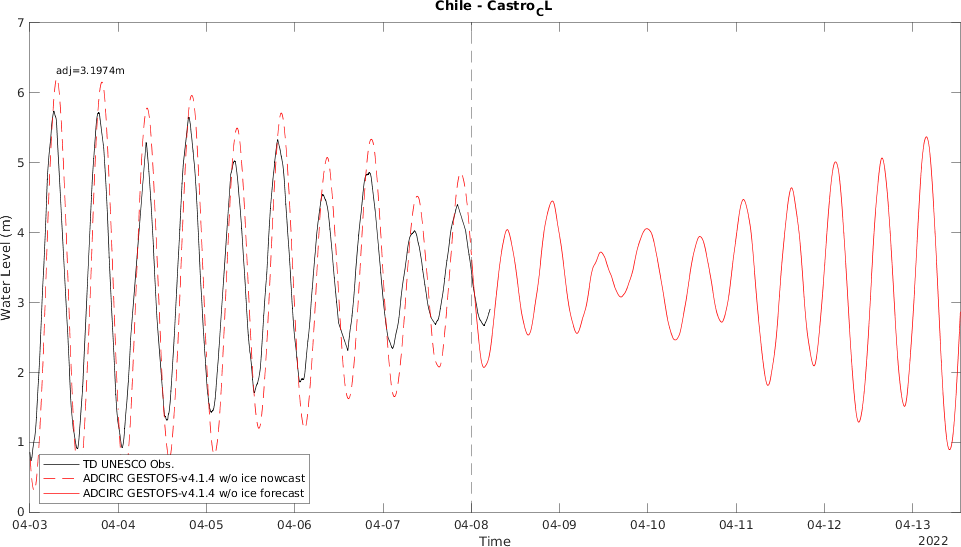 Chile - Castro_CL
adj=3.1974m
Water Level (m)
7
6
5
4
3
2
1
0
TD UNESCO Obs.
ADCIRC GESTOFS-v4.1.4 w/o ice nowcast
ADCIRC GESTOFS-v4.1.4 w/o ice forecast
04-03 04-04 04-05 04-06 04-07 04-08 04-09 04-10 04-11 04-12 04-13
Time
2022